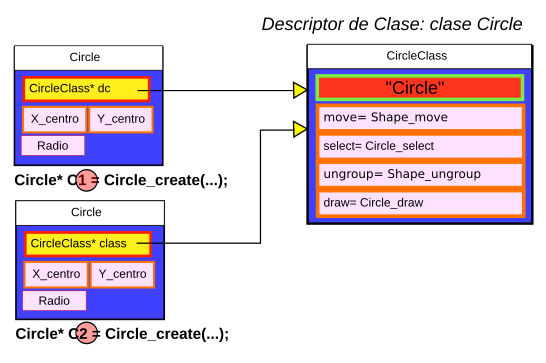 Descriptor de Clase: clase Circle
Circle
CircleClass* dc
X_centro Y_centro
Radio
Circle* C1 = Circle_create(...);
Circle
CircleClass* class
X_centro Y_centro
Radio
Circle* C2 = Circle_create(...);
CircleClass
"Circle"
move= Shape_move
select= Circle_select
ungroup= Shape_ungroup
draw= Circle_draw